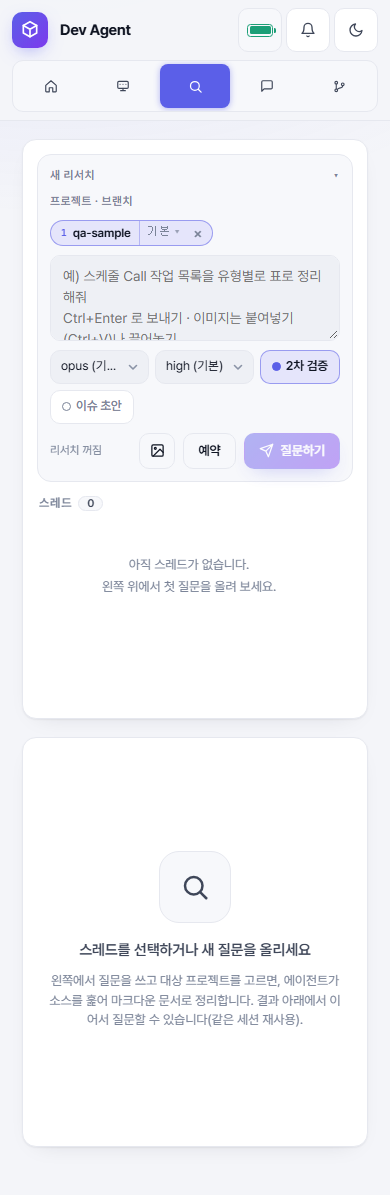 Dev Agent
새 리서치
프로젝트 · 브랜치
1 qa-sample 기본 ×
예) 스케줄 Call 작업 목록을 유형별로 표로 정리
해줘
Ctrl+Enter 로 보내기 · 이미지는 붙여넣기
(Ctrl+V)나 끌어놓기
opus (기... high (기본) 2차 검증
이슈 초안
리서치 꺼짐 예약 질문하기
스레드 0
아직 스레드가 없습니다.
왼쪽 위에서 첫 질문을 올려 보세요.
스레드를 선택하거나 새 질문을 올리세요
왼쪽에서 질문을 쓰고 대상 프로젝트를 고르면, 에이전트가
소스를 훑어 마크다운 문서로 정리합니다. 결과 아래에서 이
어서 질문할 수 있습니다(같은 세션 재사용).